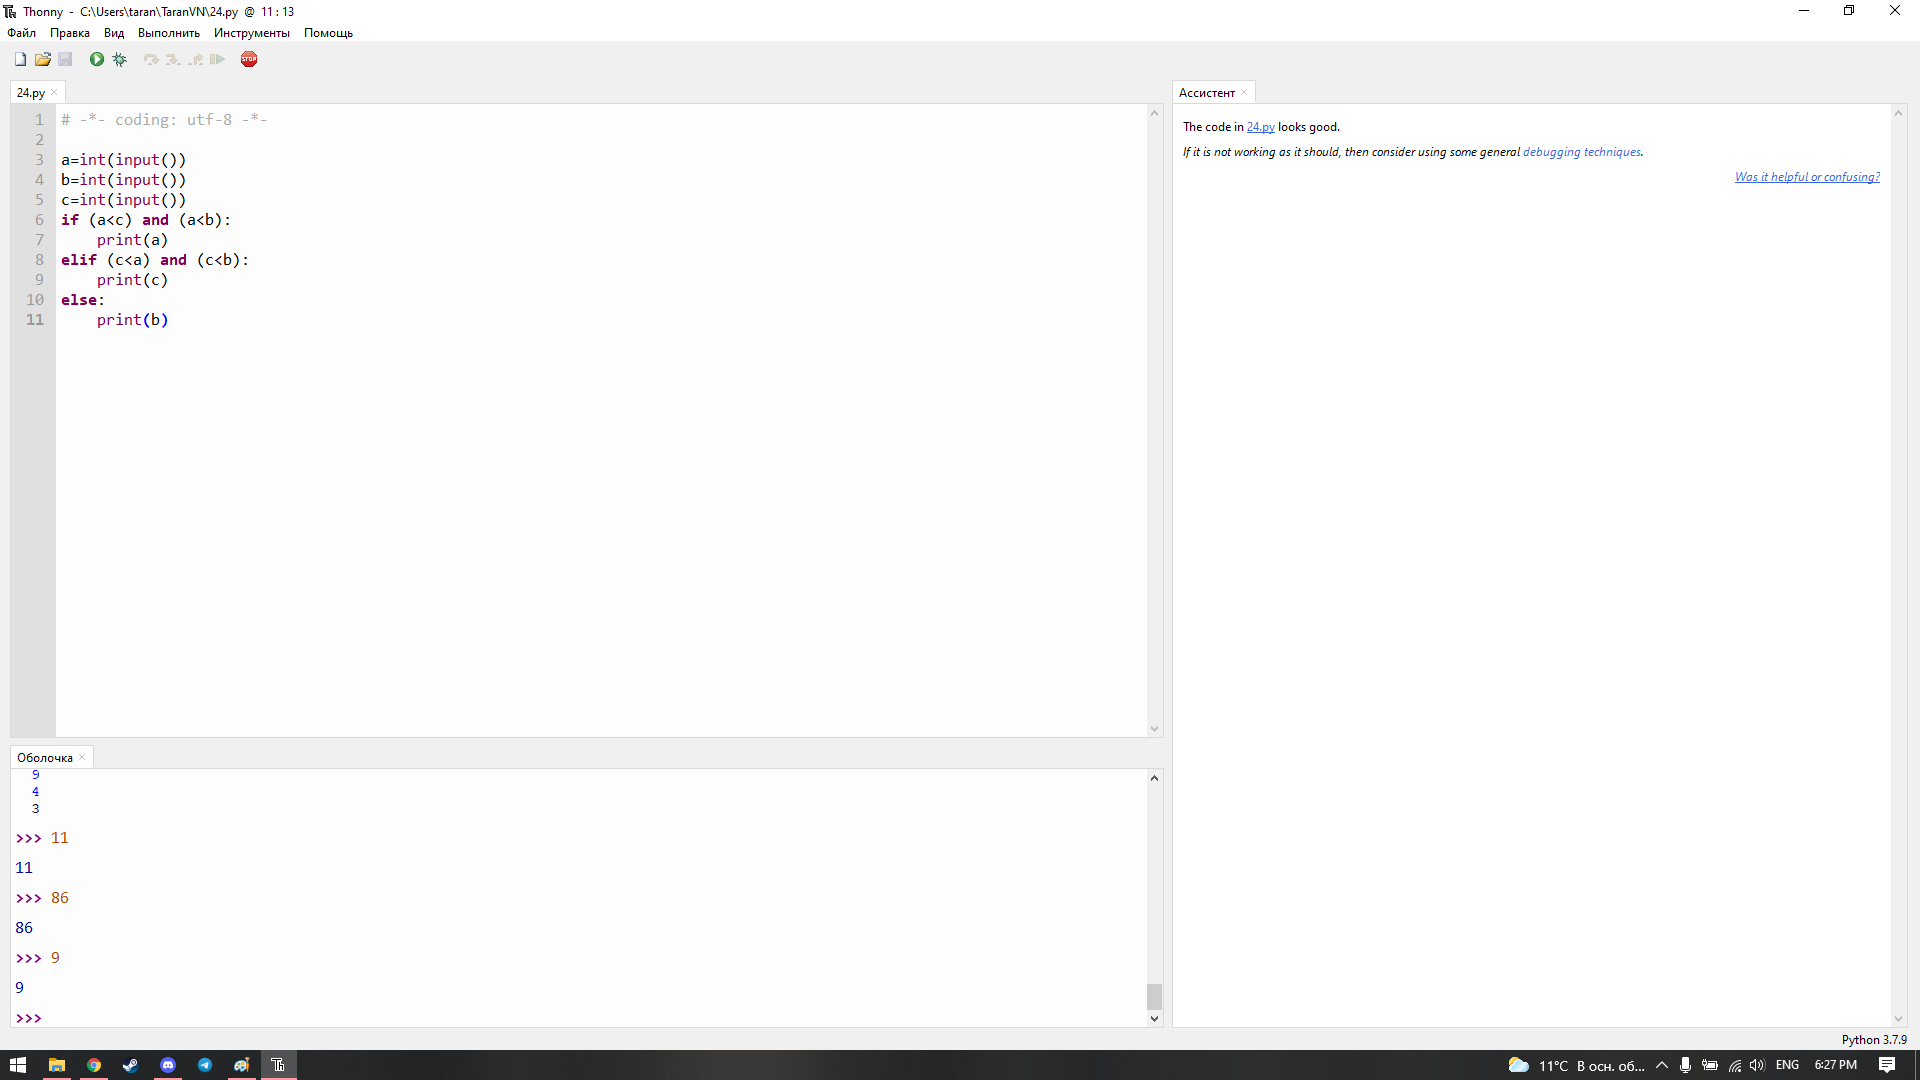 Thonny - C:\Users\taran\TaranVN\24.py @ 11 : 13
Файл Правка Вид Выполнить Инструменты Помощь
STOP
24.py
1 # -*- coding: utf-8 -*-
2
3 a=int(input())
4 b=int(input())
5 c=int(input())
6 if (a<c) and (a<b):
7     print(a)
8 elif (c<a) and (c<b):
9     print(c)
10 else:
11     print(b)
Оболочка
9
4
3
>>> 11
11
>>> 86
86
>>> 9
9
>>>
Ассистент
The code in 24.py looks good.
If it is not working as it should, then consider using some general debugging techniques.
Was it helpful or confusing?
Python 3.7.9
11°C В осн. об... ENG 6:27 PM